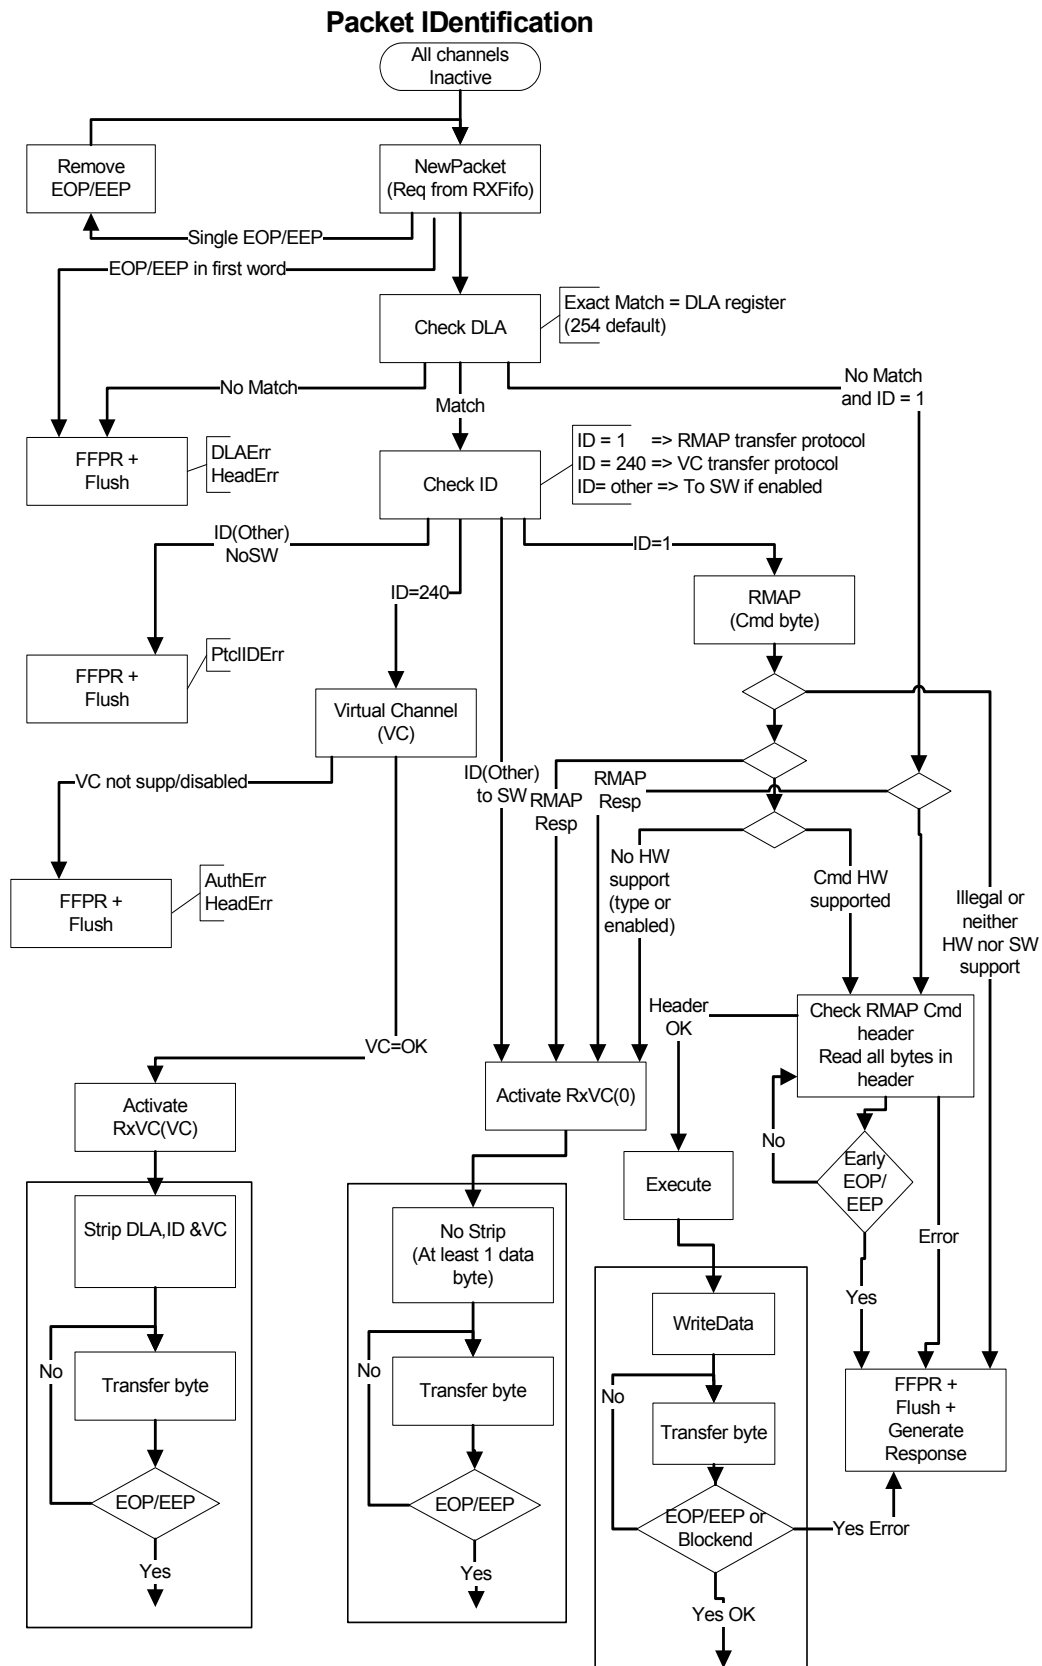 Packet IDentification
All channels
Inactive
Remove
EOP/EEP
NewPacket
(Req from RXFifo)
Single EOP/EEP
EOP/EEP in first word
Check DLA
Exact Match = DLA register
(254 default)
No Match
Match
No Match
and ID = 1
FFPR +
Flush
DLAErr
HeadErr
Check ID
ID = 1 => RMAP transfer protocol
ID = 240 => VC transfer protocol
ID= other => To SW if enabled
ID(Other)
NoSW
ID=240
ID=1
RMAP
(Cmd byte)
FFPR +
Flush
PtclIDErr
Virtual Channel
(VC)
VC not supp/disabled
ID(Other)
to SW
RMAP
Resp
RMAP
Resp
No HW
support
(type or
enabled)
Cmd HW
supported
Illegal or
neither
HW nor SW
support
FFPR +
Flush
AuthErr
HeadErr
Header
OK
Check RMAP Cmd
header
Read all bytes in
header
VC=OK
Activate
RxVC(VC)
Activate RxVC(0)
No
Early
EOP/
EEP
Execute
Error
Yes
Strip DLA,ID &VC
No Strip
(At least 1 data
byte)
WriteData
No
Transfer byte
No
Transfer byte
No
Transfer byte
FFPR +
Flush +
Generate
Response
EOP/EEP
EOP/EEP
EOP/EEP or
Blockend
Yes Error
Yes
Yes
Yes OK